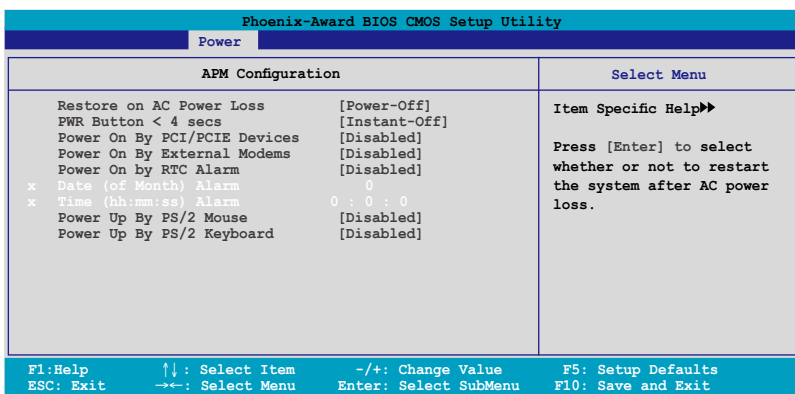 Phoenix-Award BIOS CMOS Setup Utility
Power
APM Configuration
Select Menu
Restore on AC Power Loss [Power-Off]
PWR Button < 4 secs [Instant-Off]
Power On By PCI/PCIE Devices [Disabled]
Power On By External Modems [Disabled]
Power On by RTC Alarm [Disabled]
x Date (of Month) Alarm 0
x Time (hh:mm:ss) Alarm 0 : 0 : 0
Power Up By PS/2 Mouse [Disabled]
Power Up By PS/2 Keyboard [Disabled]
Item Specific Help▶▶
Press [Enter] to select
whether or not to restart
the system after AC power
loss.
F1:Help ↑↓: Select Item -/+: Change Value F5: Setup Defaults
ESC: Exit →←: Select Menu Enter: Select SubMenu F10: Save and Exit